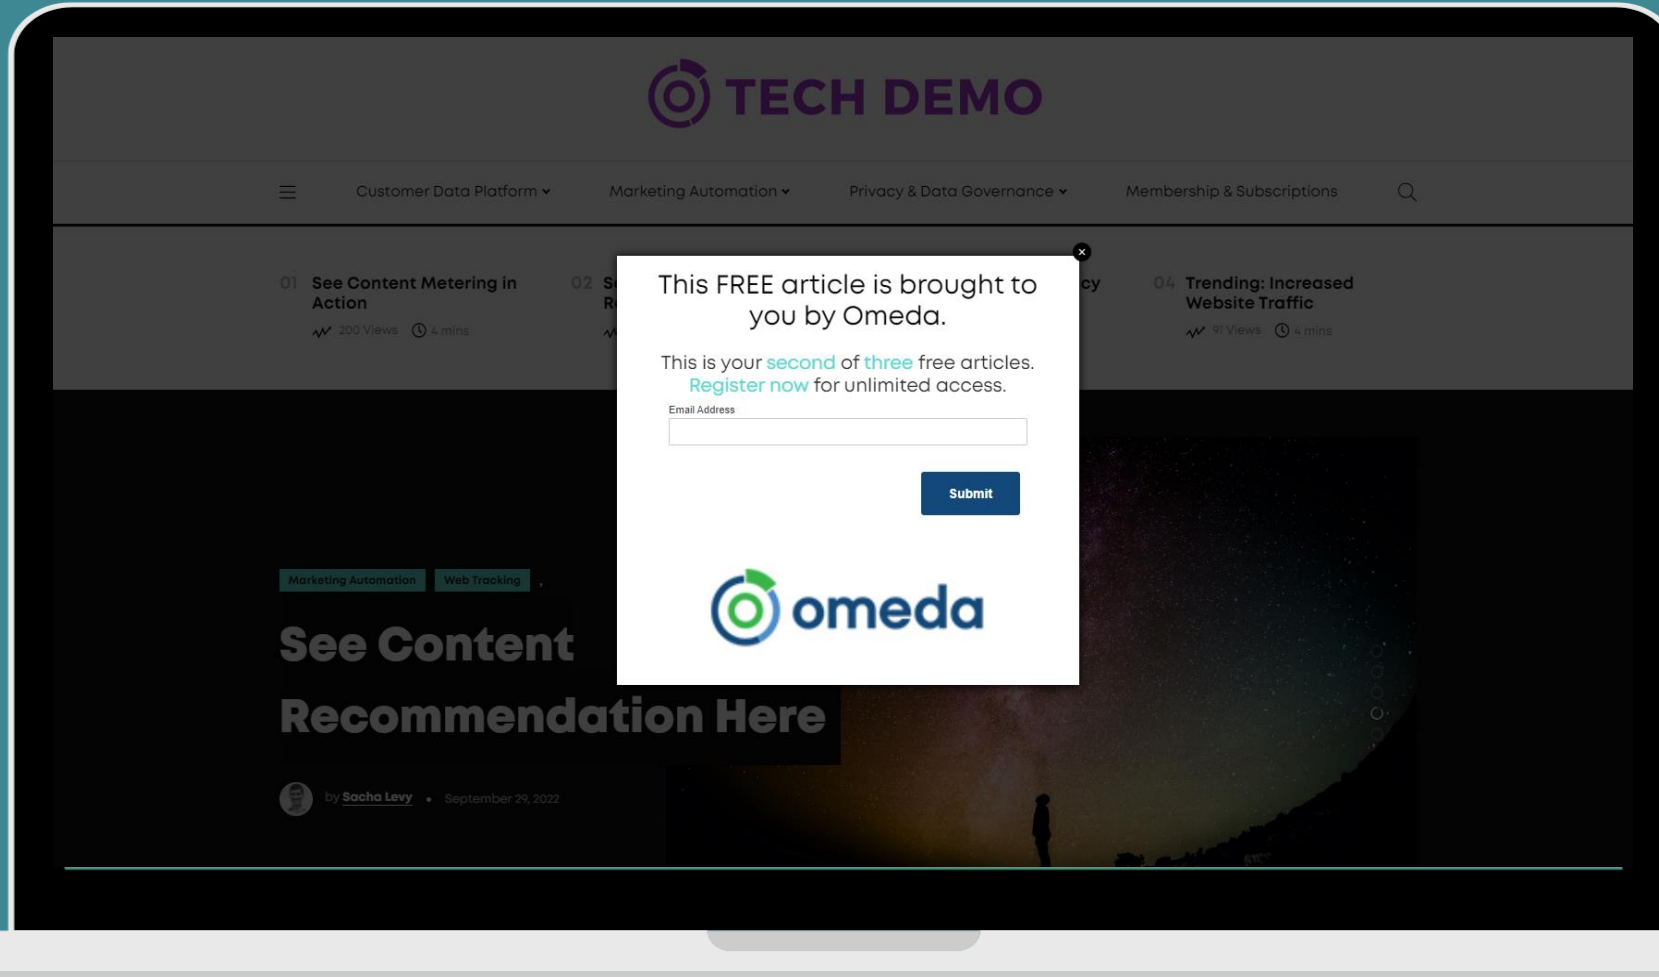 TECH DEMO
Customer Data Platform
Marketing Automation
Privacy & Data Governance
Membership & Subscriptions
01 See Content Metering in
Action
200 Views 4 mins
02
cy
04 Trending: Increased
Website Traffic
91 Views 4 mins
This FREE article is brought to
you by Omeda.
This is your second of three free articles.
Register now for unlimited access.
Email Address
Submit
omeda
Marketing Automation Web Tracking ,
See Content
Recommendation Here
by Sacha Levy • September 29, 2022